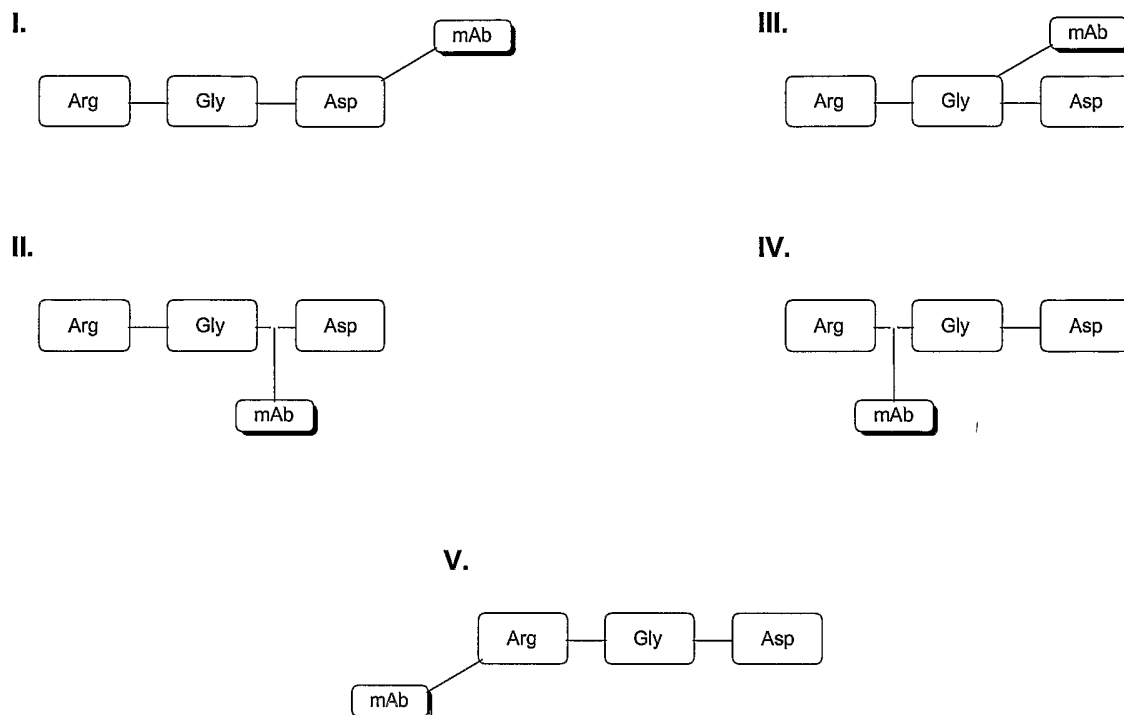 I.
mAb
Arg Gly Asp
III.
mAb
Arg Gly Asp
II.
Arg Gly Asp
mAb
IV.
Arg Gly Asp
mAb
V.
Arg Gly Asp
mAb